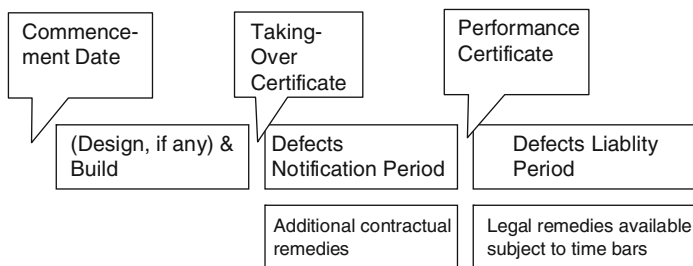 Commence-
ment Date
Taking-
Over
Certificate
Performance
Certificate
(Design, if any) &
Build
Defects
Notification Period
Defects Liablity
Period
Additional contractual
remedies
Legal remedies available
subject to time bars